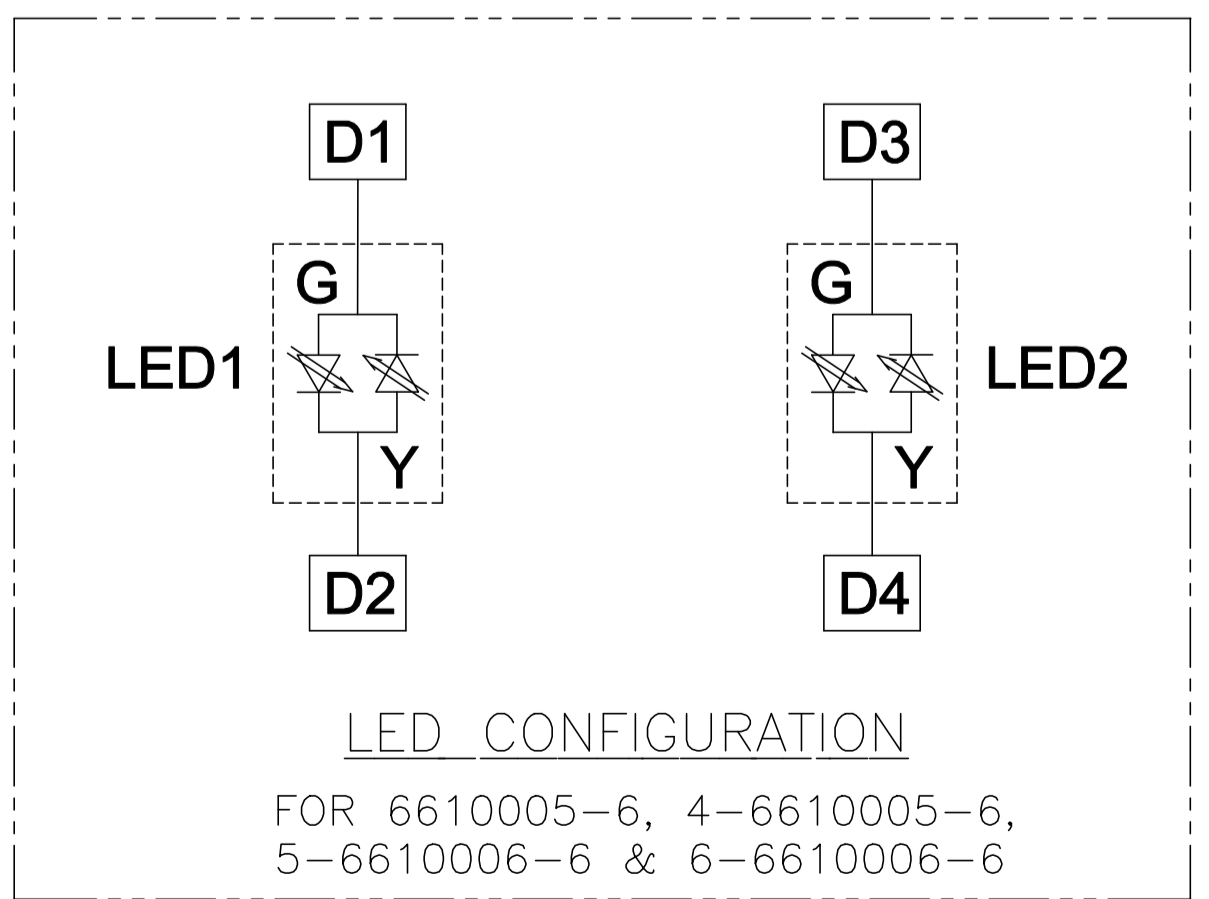 D1
D3
G
G
LED1
LED2
Y
Y
D2
D4
LED CONFIGURATION
FOR 6610005-6, 4-6610005-6,
5-6610006-6 & 6-6610006-6